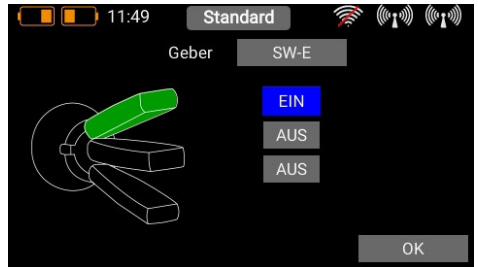 11:49 Standard
Geber SW-E
EIN
AUS
AUS
OK